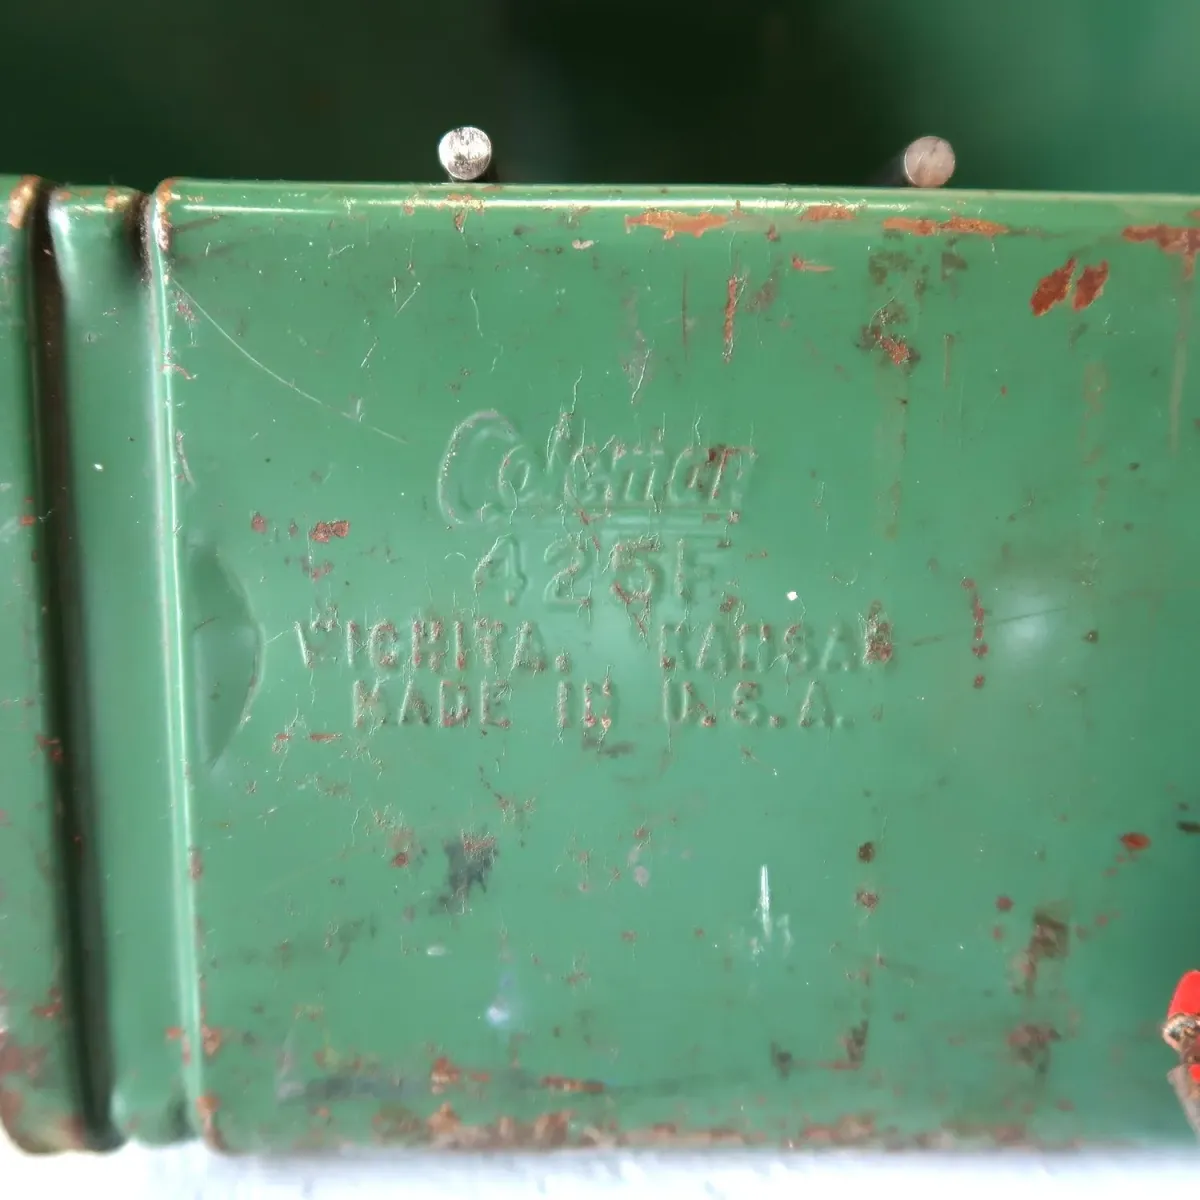 Coleman
425F
WICHITA, KANSAS
MADE IN U.S.A.